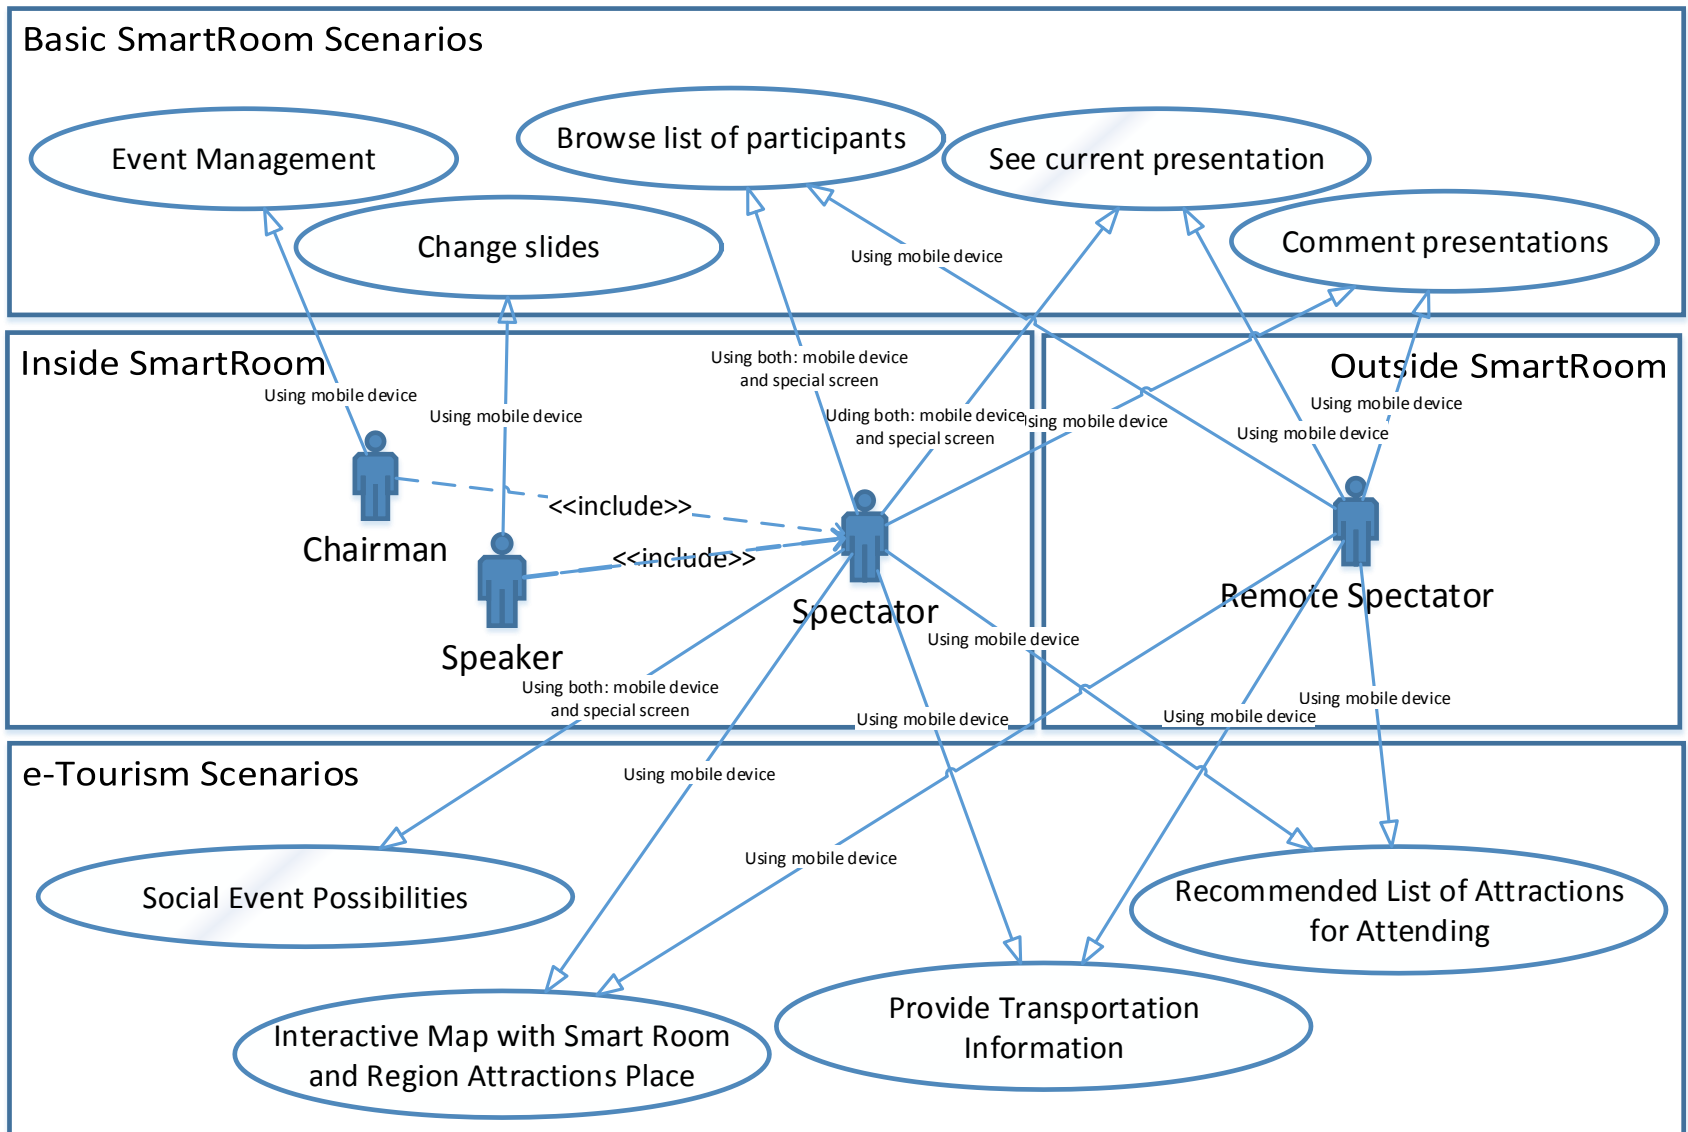 Basic SmartRoom Scenarios
Event Management
Browse list of participants
See current presentation
Change slides
Comment presentations
Using mobile device
Inside SmartRoom
Outside SmartRoom
Using both: mobile device
and special screen
Using mobile device
Using mobile device
Uding both: mobile device
and special screen
Using mobile device
Using mobile device
Using mobile device
<<include>>
Chairman
<<include>>
Speaker
Spectator
Remote Spectator
Using mobile device
Using both: mobile device
and special screen
Using mobile device
Using mobile device
Using mobile device
e-Tourism Scenarios
Using mobile device
Using mobile device
Social Event Possibilities
Recommended List of Attractions
for Attending
Interactive Map with Smart Room
and Region Attractions Place
Provide Transportation
Information